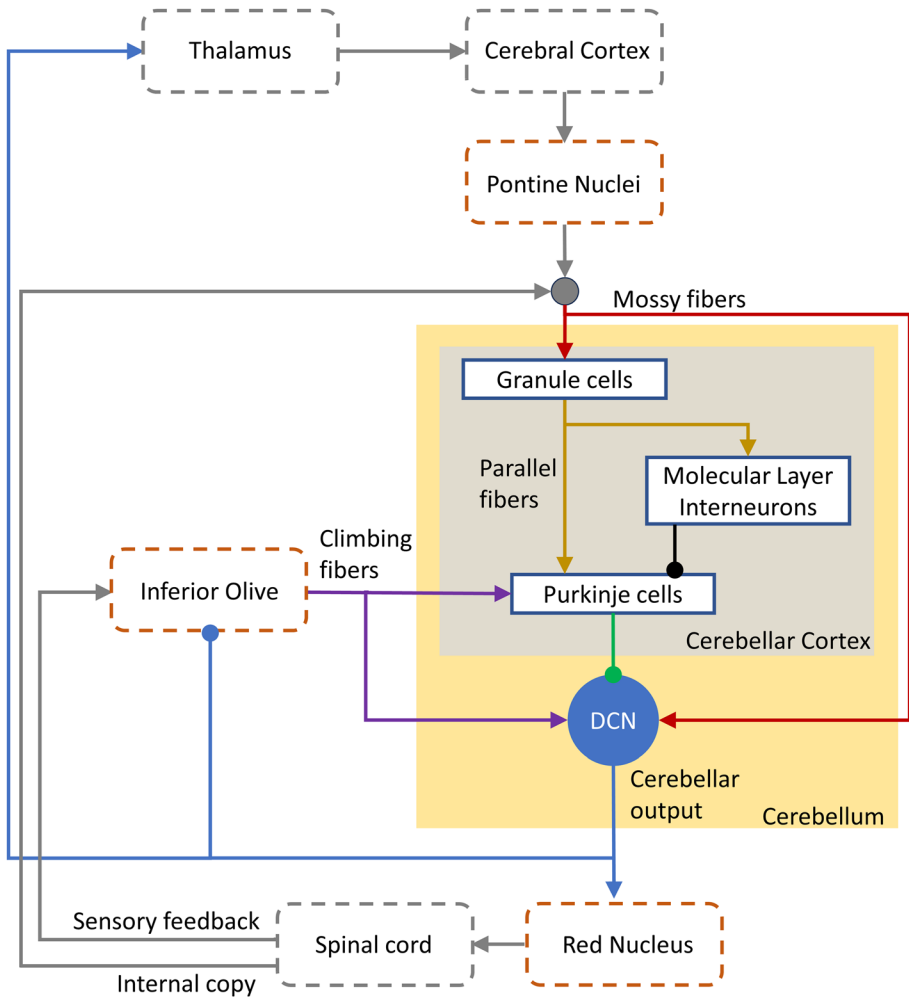 Thalamus
Cerebral Cortex
Pontine Nuclei
Mossy fibers
Granule cells
Parallel
fibers
Molecular Layer
Interneurons
Climbing
fibers
Inferior Olive
Purkinje cells
Cerebellar Cortex
DCN
Cerebellar
output
Cerebellum
Sensory feedback
Spinal cord
Red Nucleus
Internal copy